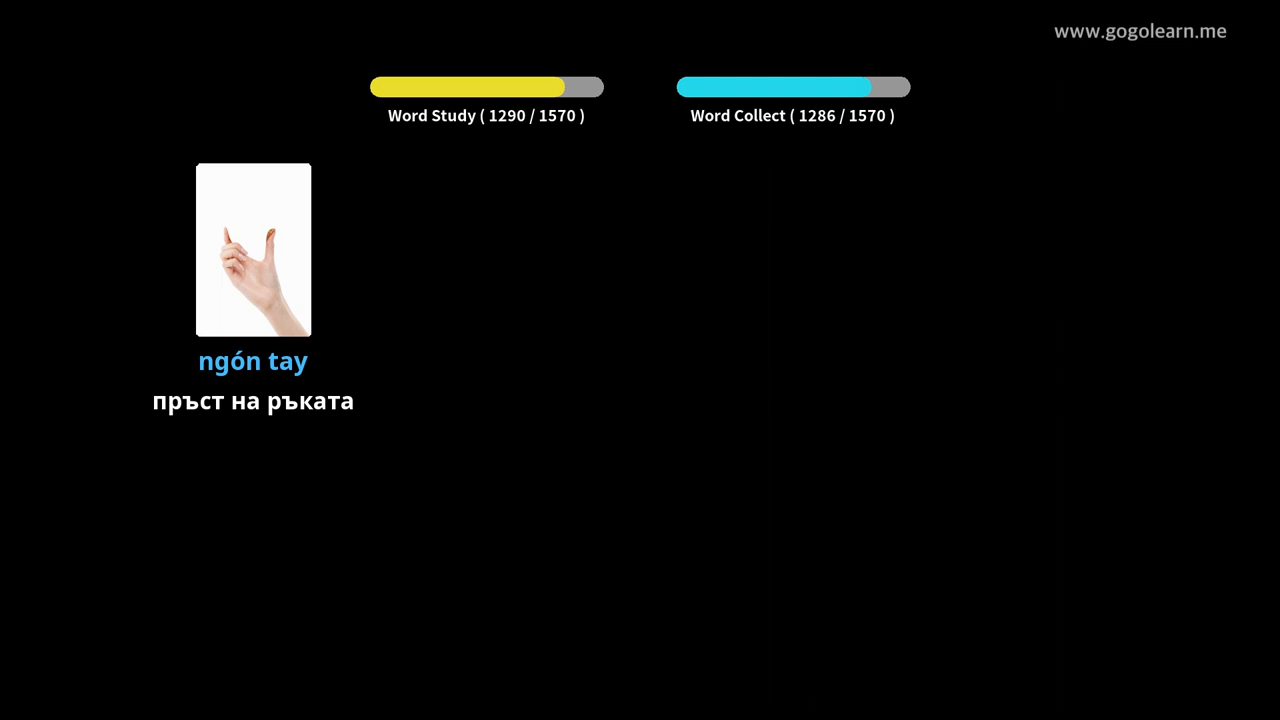 www.gogolearn.me
Word Study ( 1290 / 1570 )
Word Collect ( 1286 / 1570 )
ngón tay
пръст на ръката